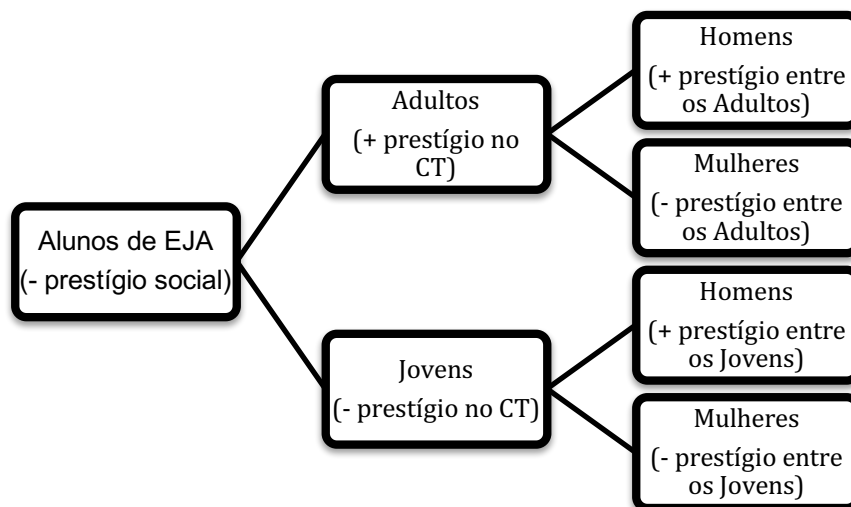 Alunos de EJA
(- prestígio social)
Adultos
(+ prestígio no
CT)
Homens
(+ prestígio entre
os Adultos)
Mulheres
(- prestígio entre
os Adultos)
Jovens
(- prestígio no CT)
Homens
(+ prestígio entre
os Jovens)
Mulheres
(- prestígio entre
os Jovens)